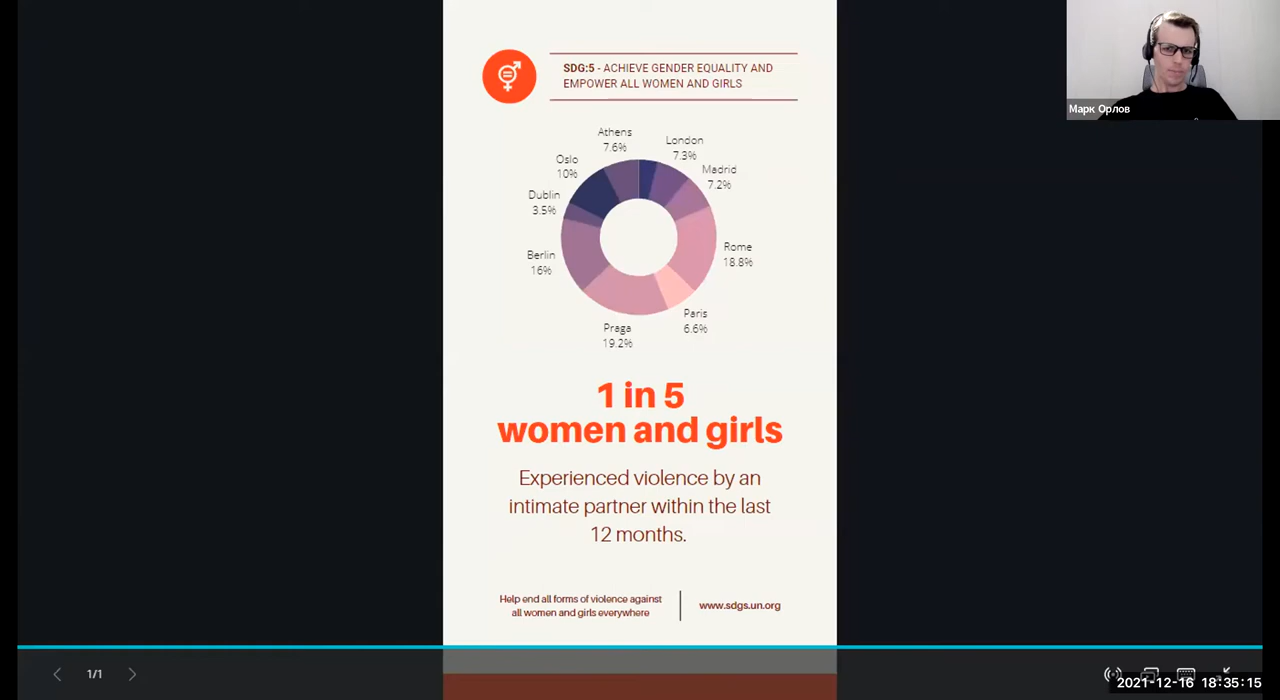 SDG:5 - ACHIEVE GENDER EQUALITY AND
EMPOWER ALL WOMEN AND GIRLS
Марк Орлов
Athens
7.6%
London
7.3%
Oslo
10%
Madrid
7.2%
Dublin
3.5%
Rome
18.8%
Berlin
16%
Paris
6.6%
Praga
19.2%
1 in 5
women and girls
Experienced violence by an
intimate partner within the last
12 months.
Help end all forms of violence against
all women and girls everywhere
www.sdgs.un.org
1/1
2021-12-16 18:35:15